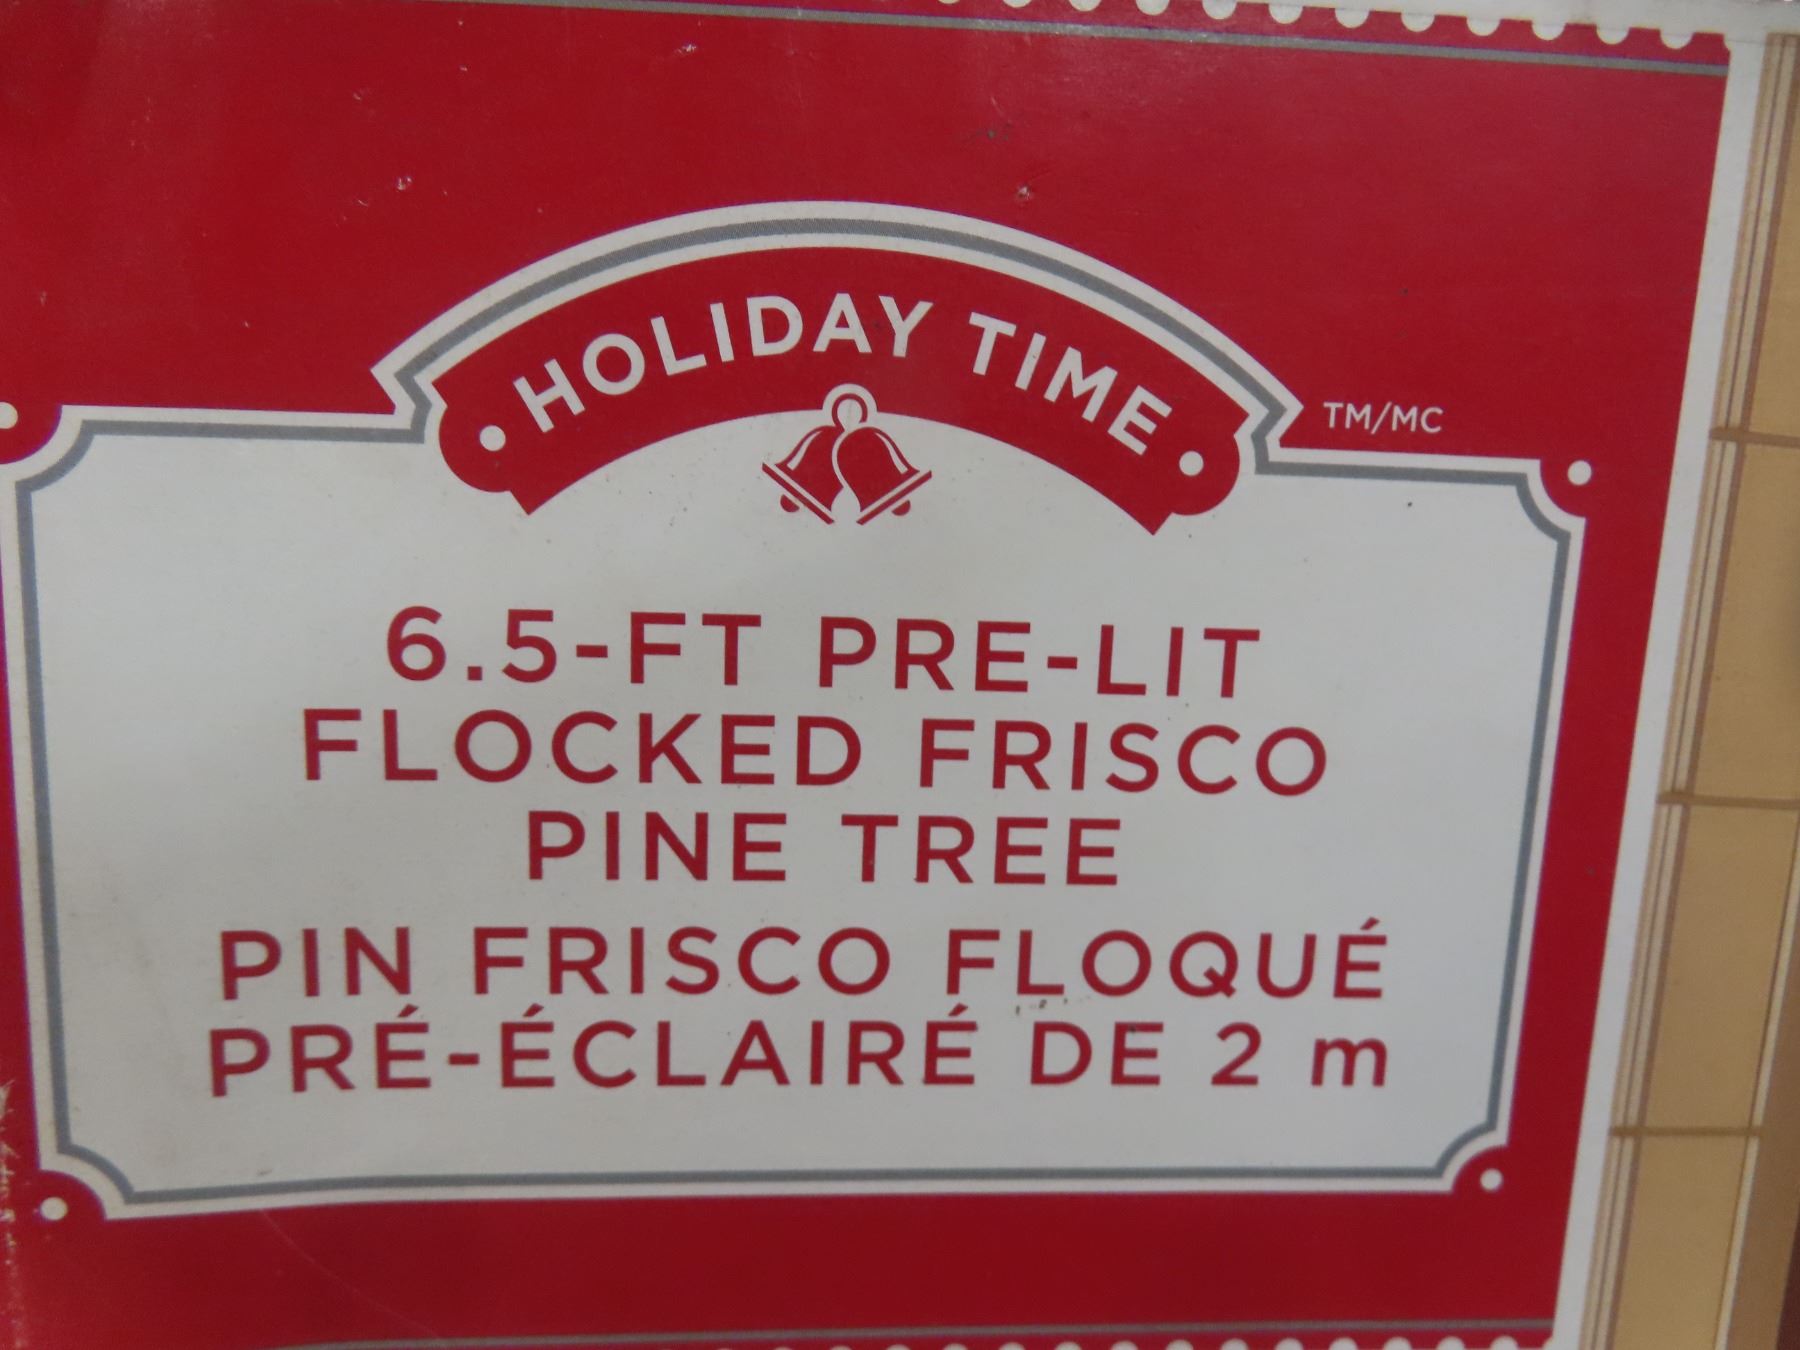 HOLIDAY TIME TM/MC
6.5-FT PRE-LIT
FLOCKED FRISCO
PINE TREE
PIN FRISCO FLOQUÉ
PRÉ-ÉCLAIRÉ DE 2 m